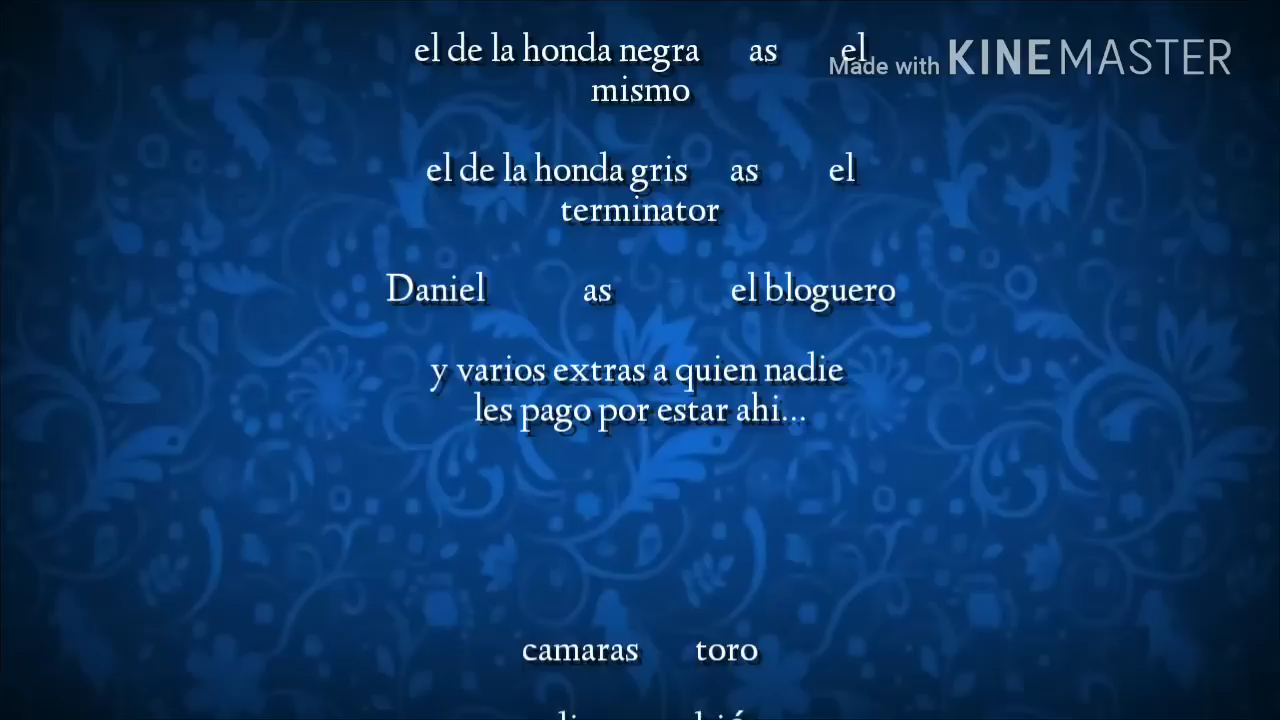 el de la honda negra as el
Made with KINEMASTER
mismo
el de la honda gris as el
terminator
Daniel as el bloguero
y varios extras a quien nadie
les pago por estar ahi...
camaras toro